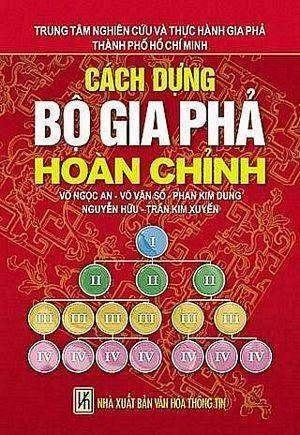 TRUNG TÂM NGHIÊN CỨU VÀ THỰC HÀNH GIA PHẢ
THÀNH PHỐ HỒ CHÍ MINH
CÁCH DỰNG
BỘ GIA PHẢ
HOÀN CHỈNH
VÕ NGỌC AN - VÕ VĂN SỔ - PHAN KIM DUNG
NGUYỄN HỮU - TRẦN KIM XUYẾN
I
II II II
III III III III III III III
IV IV IV IV IV IV IV
NHÀ XUẤT BẢN VĂN HÓA THÔNG TIN